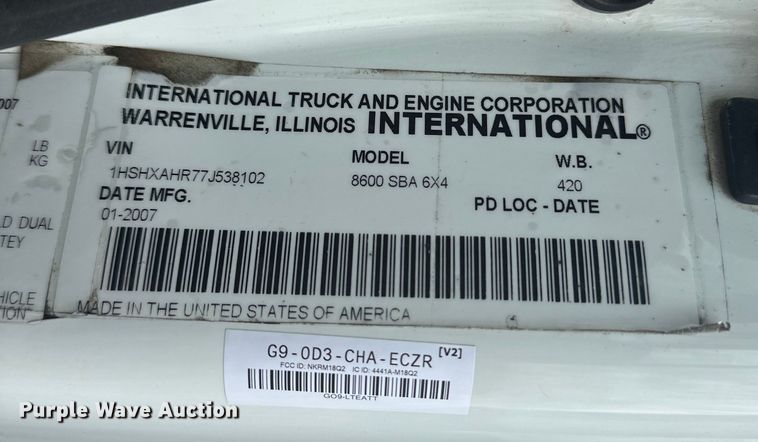 INTERNATIONAL TRUCK AND ENGINE CORPORATION
WARRENVILLE, ILLINOIS INTERNATIONAL®
VIN MODEL W.B.
1HSHXAHR77J538102 8600 SBA 6X4 420
DATE MFG. PD LOC - DATE
01-2007
MADE IN THE UNITED STATES OF AMERICA
007
LB
KG
D DUAL
TEY
HICLE
TION
G9-0D3-CHA-ECZR [V2]
FCC ID: NKRM18Q2 IC ID: 4441A-M18Q2
GO9-LTEATT
Purple Wave Auction